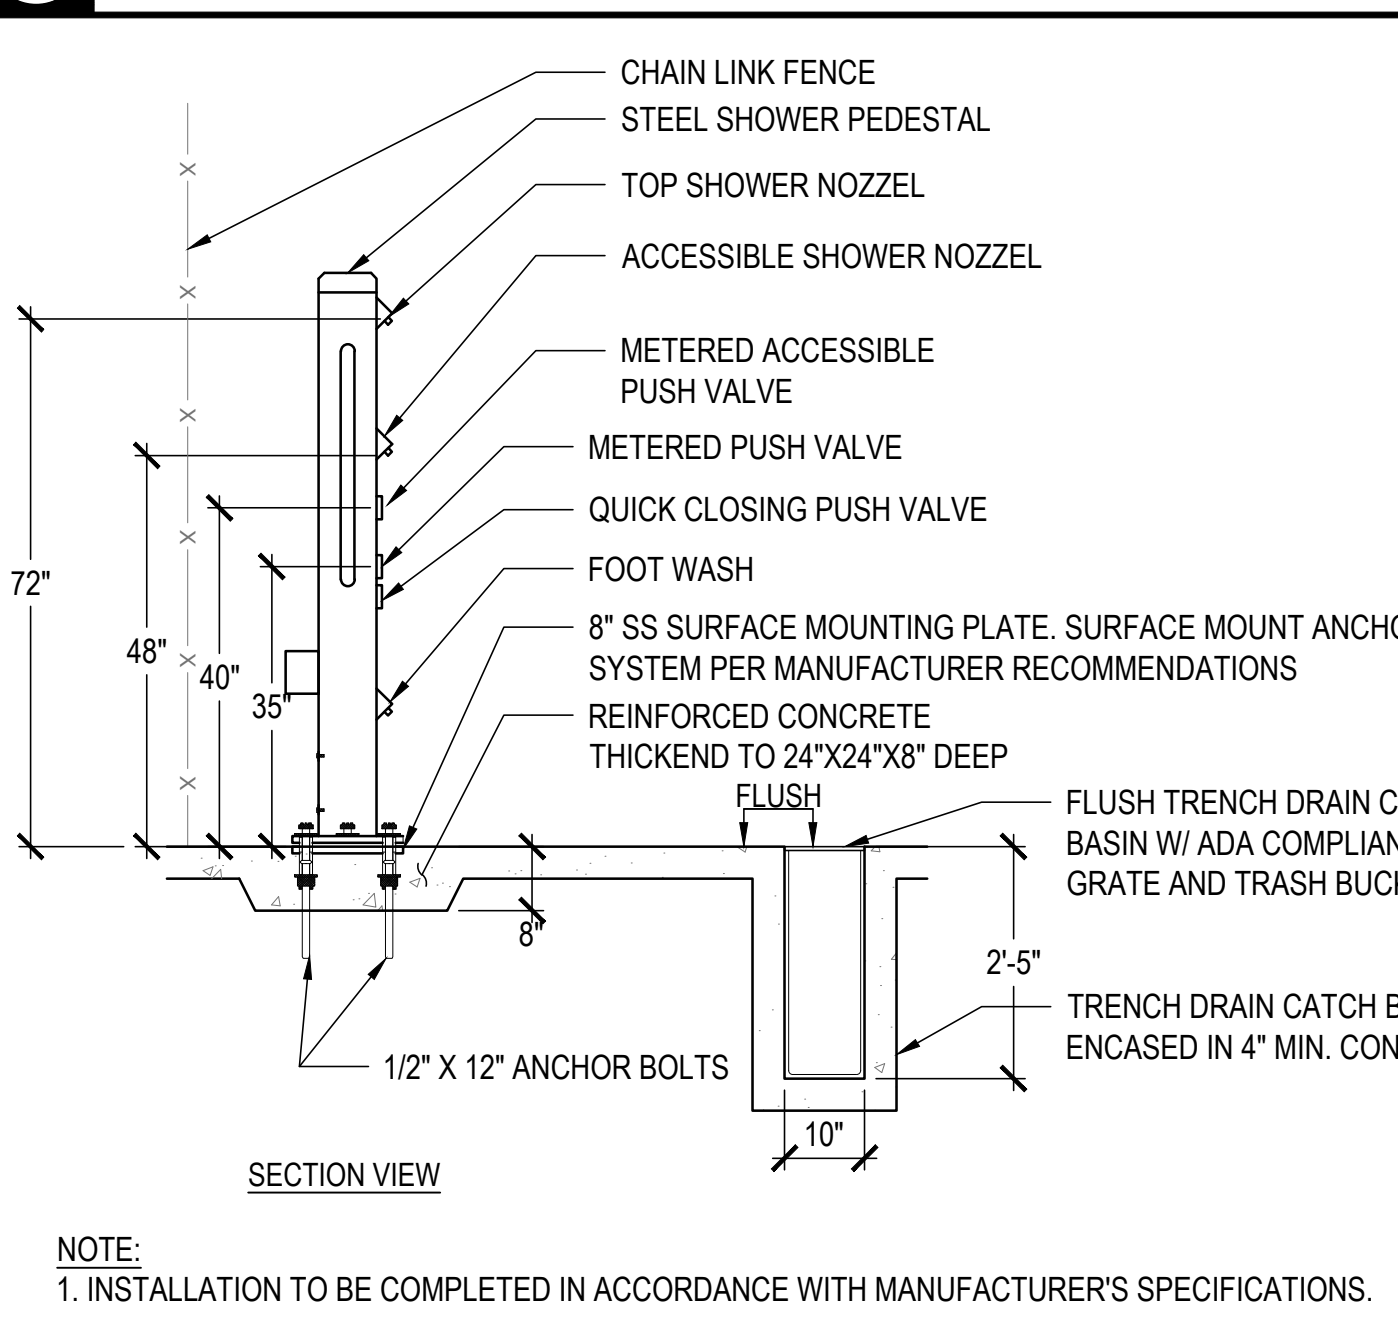 CHAIN LINK FENCE
STEEL SHOWER PEDESTAL
TOP SHOWER NOZZEL
ACCESSIBLE SHOWER NOZZEL
METERED ACCESSIBLE
PUSH VALVE
METERED PUSH VALVE
QUICK CLOSING PUSH VALVE
FOOT WASH
8" SS SURFACE MOUNTING PLATE. SURFACE MOUNT
SYSTEM PER MANUFACTURER RECOMMENDATIONS
REINFORCED CONCRETE
THICKEND TO 24"X24"X8" DEEP
FLUSH
FLUSH TRENCH DRAIN
BASIN W/ ADA
GRATE AND TRASH
TRENCH DRAIN CATCH
ENCASED IN 4" MIN.
72"
48"
40"
35"
8"
2'-5"
10"
1/2" X 12" ANCHOR BOLTS
SECTION VIEW
NOTE:
1. INSTALLATION TO BE COMPLETED IN ACCORDANCE WITH MANUFACTURER'S SPECIFICATIONS.